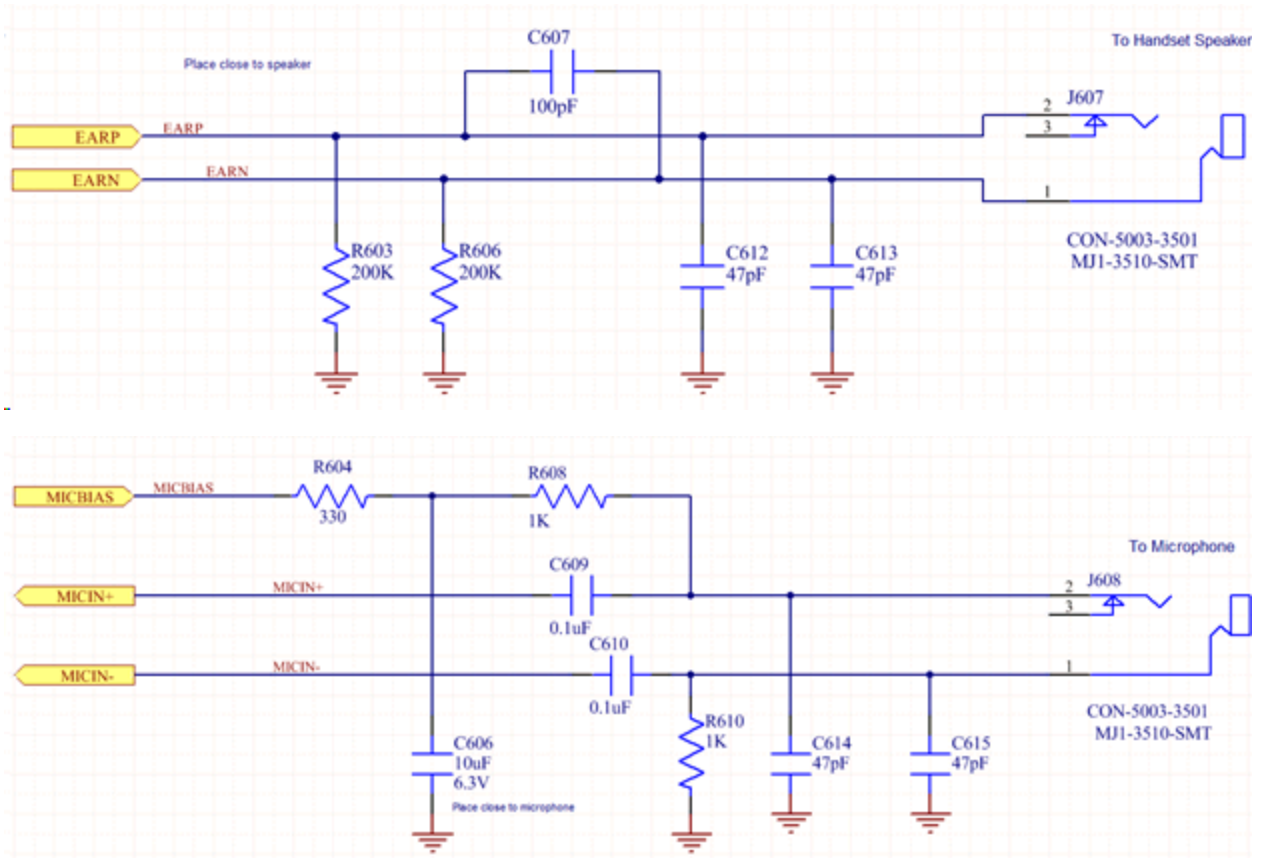 C607
To Handset Speaker
Place close to speaker
100pF
2
J607
3
EARP
EARP
EARN
EARN
1
R603
200K
R606
200K
C612
47pF
C613
47pF
CON-5003-3501
MJ1-3510-SMT
R604
330
R608
1K
MICBIAS
MICBIAS
To Microphone
C609
0.1uF
MICIN+
MICIN+
2
J608
3
C610
0.1uF
MICIN-
MICIN-
1
CON-5003-3501
MJ1-3510-SMT
R610
1K
C606
10uF
6.3V
C614
47pF
C615
47pF
Place close to microphone